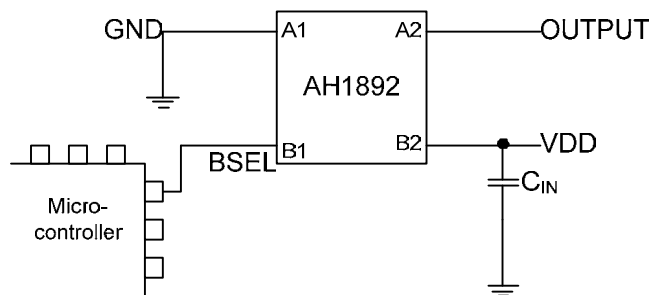 GND
A1
A2
OUTPUT
AH1892
BSEL
B1
B2
VDD
CIN
Micro-
controller